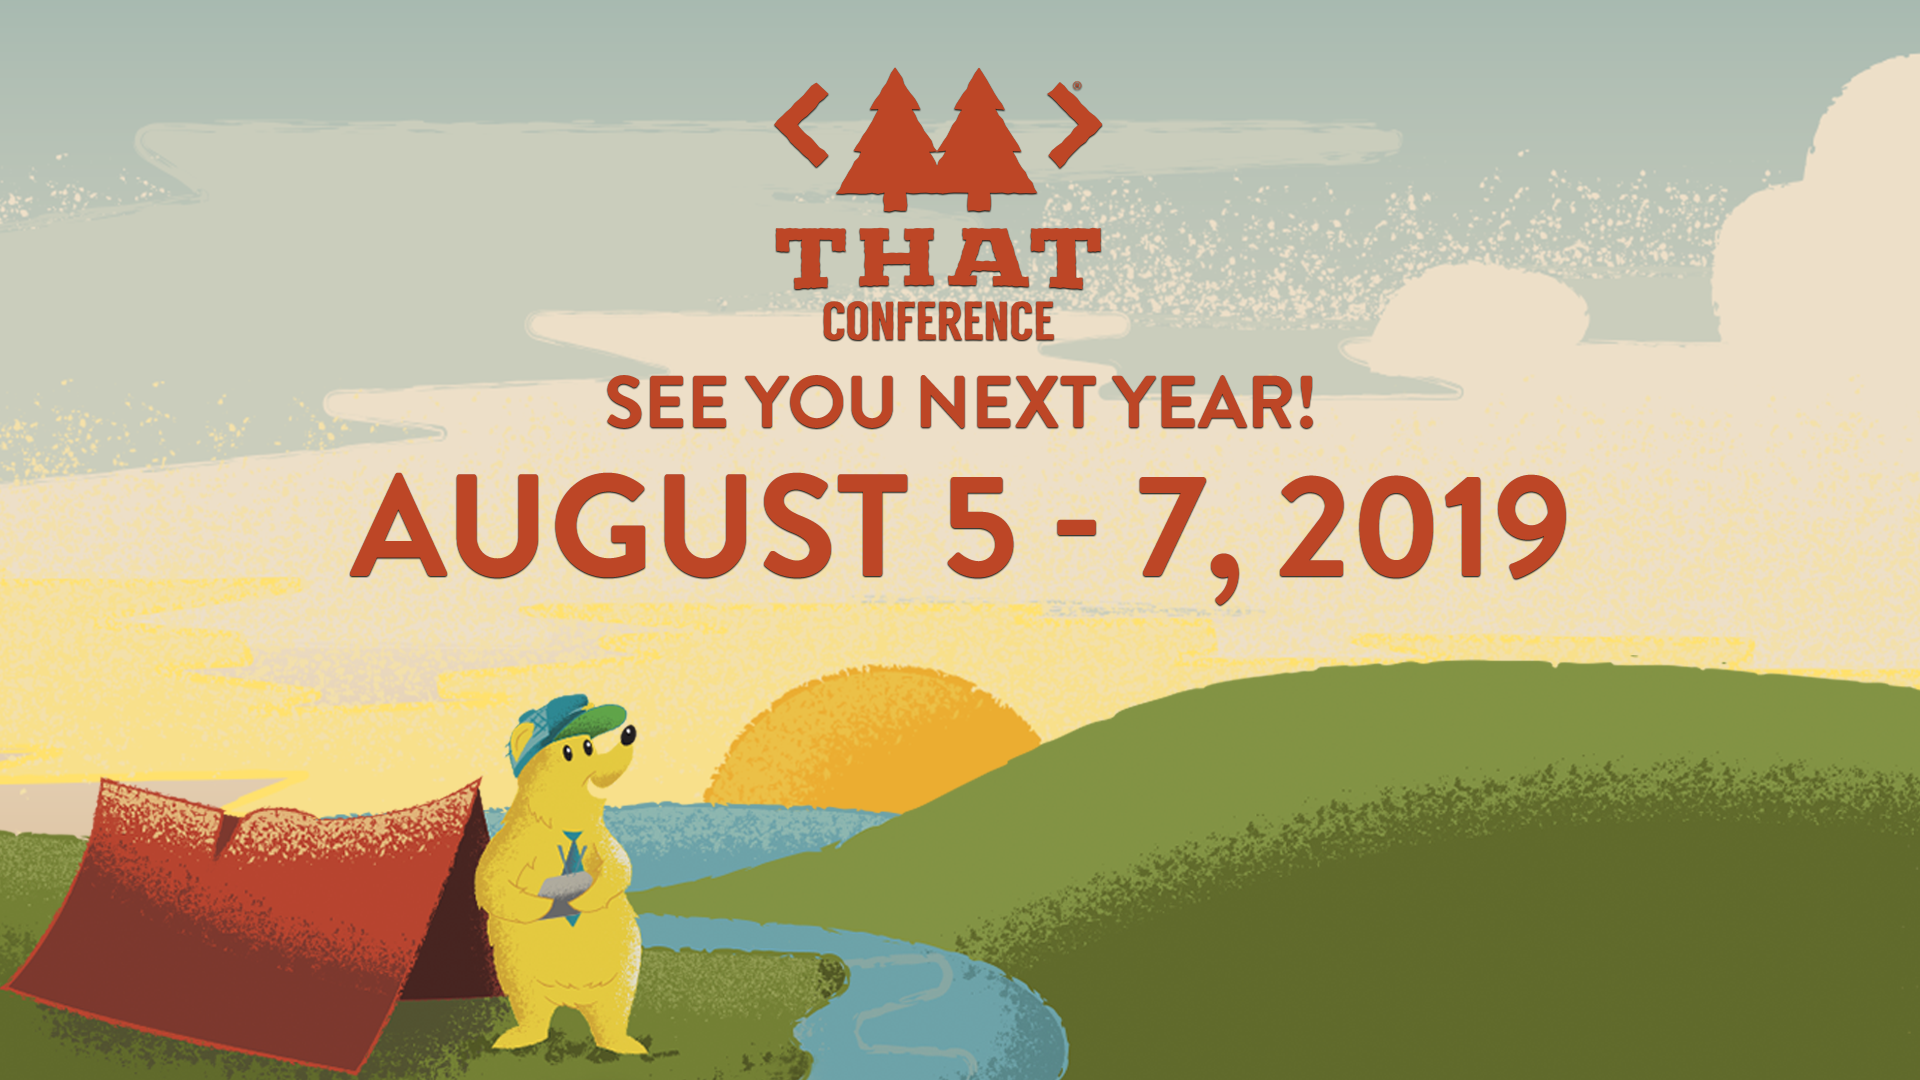 THAT
CONFERENCE
SEE YOU NEXT YEAR!
AUGUST 5 - 7, 2019